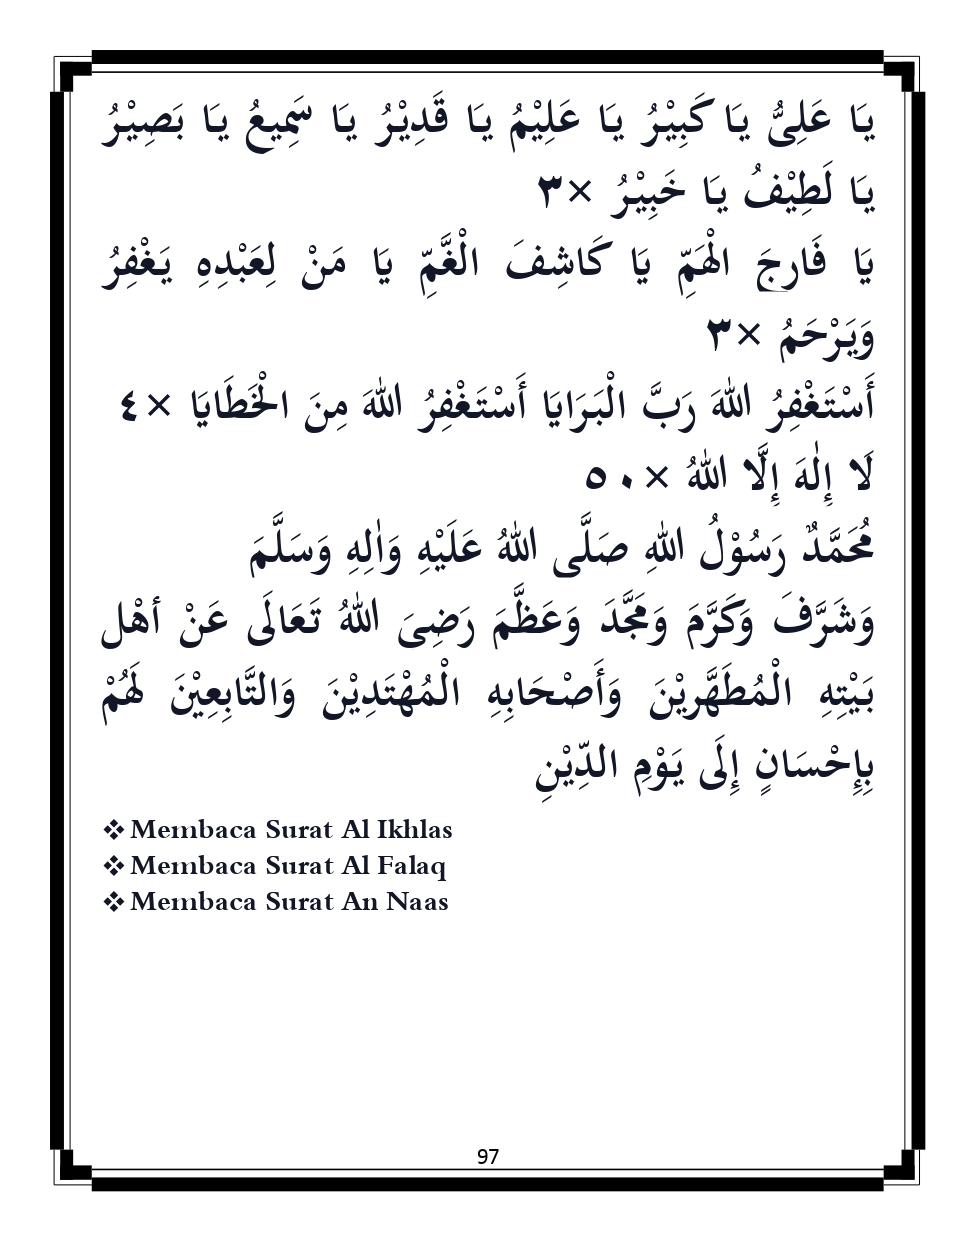 يَا عَلِىُّ يَا كَبِيْرُ يَا عَلِيْمُ يَا قَدِيْرُ يَا سَمِيعُ يَا بَصِيْرُ
يَا لَطِيْفُ يَا خَبِيْرُ ×٣
يَا فَارِجَ الْهَمِّ يَا كَاشِفَ الْغَّمِّ يَا مَنْ لِعَبْدِهِ يَغْفِرُ
وَيَرْحَمُ ×٣
أَسْتَغْفِرُ اللهَ رَبَّ الْبَرَايَا أَسْتَغْفِرُ اللهَ مِنَ الْخَطَايَا ×٤
لَا إِلٰهَ إِلَّا اللهُ ×٥٠
مُحَمَّدٌ رَسُوْلُ اللهِ صَلَّى اللهُ عَلَيْهِ وَاٰلِهِ وَسَلَّمَ
وَشَرَّفَ وَكَرَّمَ وَمَجَّدَ وَعَظَّمَ رَضِىَ اللهُ تَعَالَى عَنْ أهْل
بَيْتِهِ الْمُطَهَّرِيْنَ وَأَصْحَابِهِ الْمُهْتَدِيْنَ وَالتَّابِعِيْنَ لَهُمْ
بِإِحْسَانٍ إِلَى يَوْمِ الدِّيْنِ
❖ Membaca Surat Al Ikhlas
❖ Membaca Surat Al Falaq
❖ Membaca Surat An Naas
97